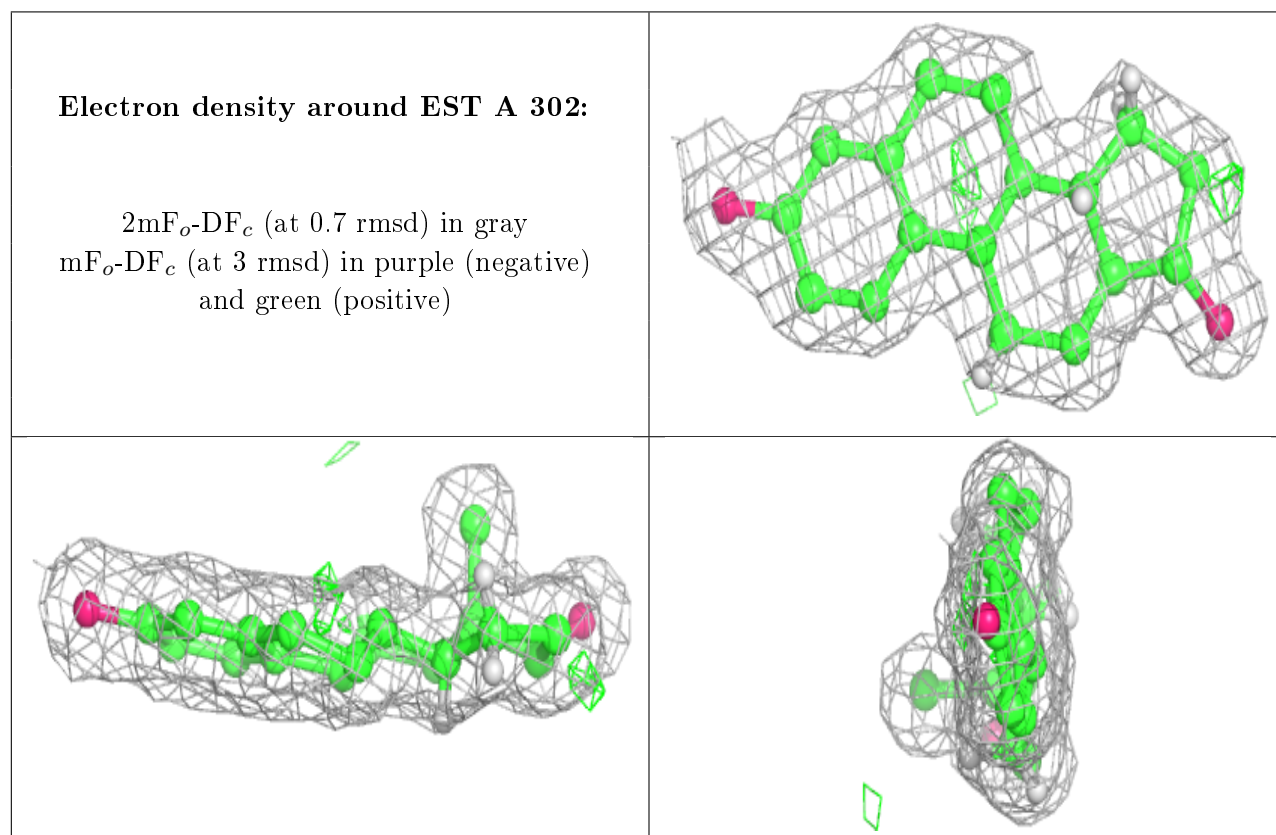 Electron density around EST A 302:
2mFo-DFc (at 0.7 rmsd) in gray
mFo-DFc (at 3 rmsd) in purple (negative)
and green (positive)